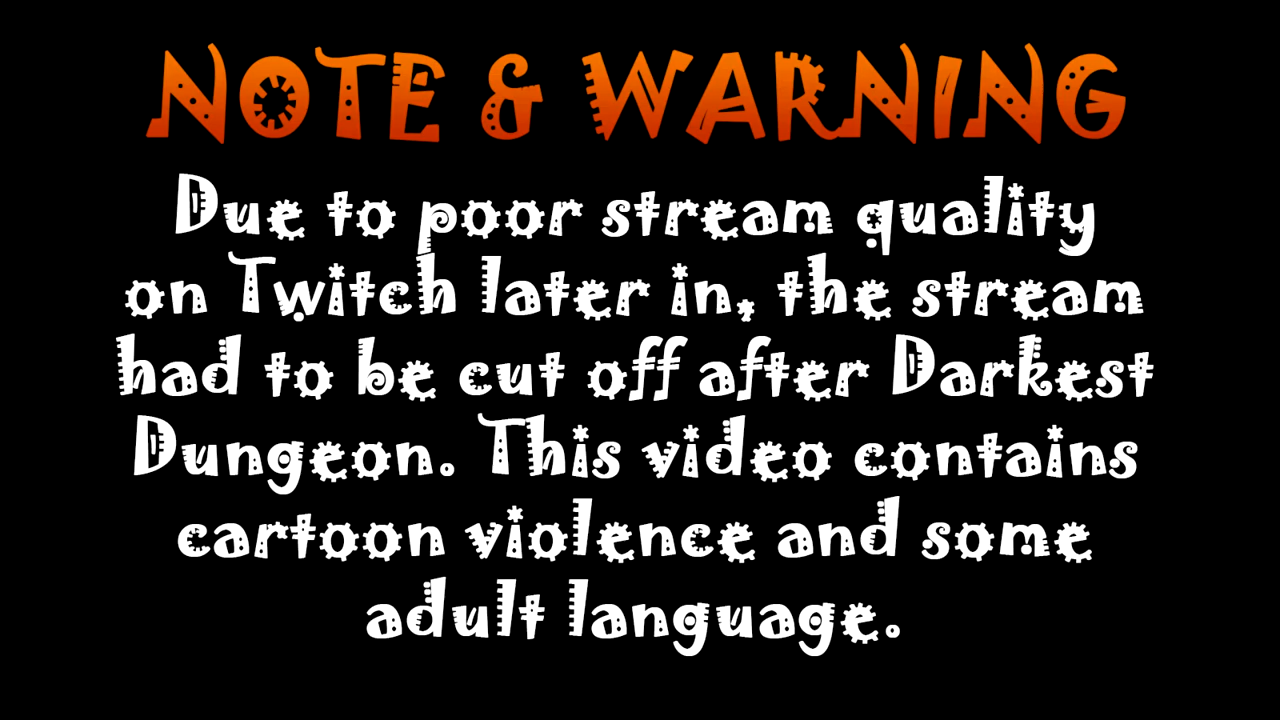 NOTE & WARNING
Due to poor stream quality
on Twitch later in, the stream
had to be cut off after Darkest
Dungeon. This video contains
cartoon violence and some
adult language.